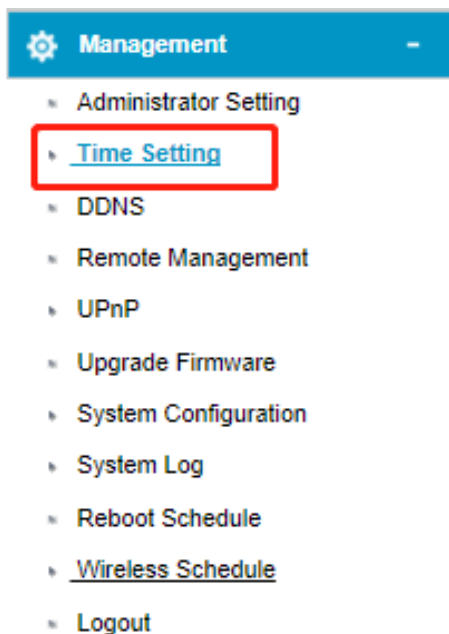 Management -
Administrator Setting
Time Setting
DDNS
Remote Management
UPnP
Upgrade Firmware
System Configuration
System Log
Reboot Schedule
Wireless Schedule
Logout